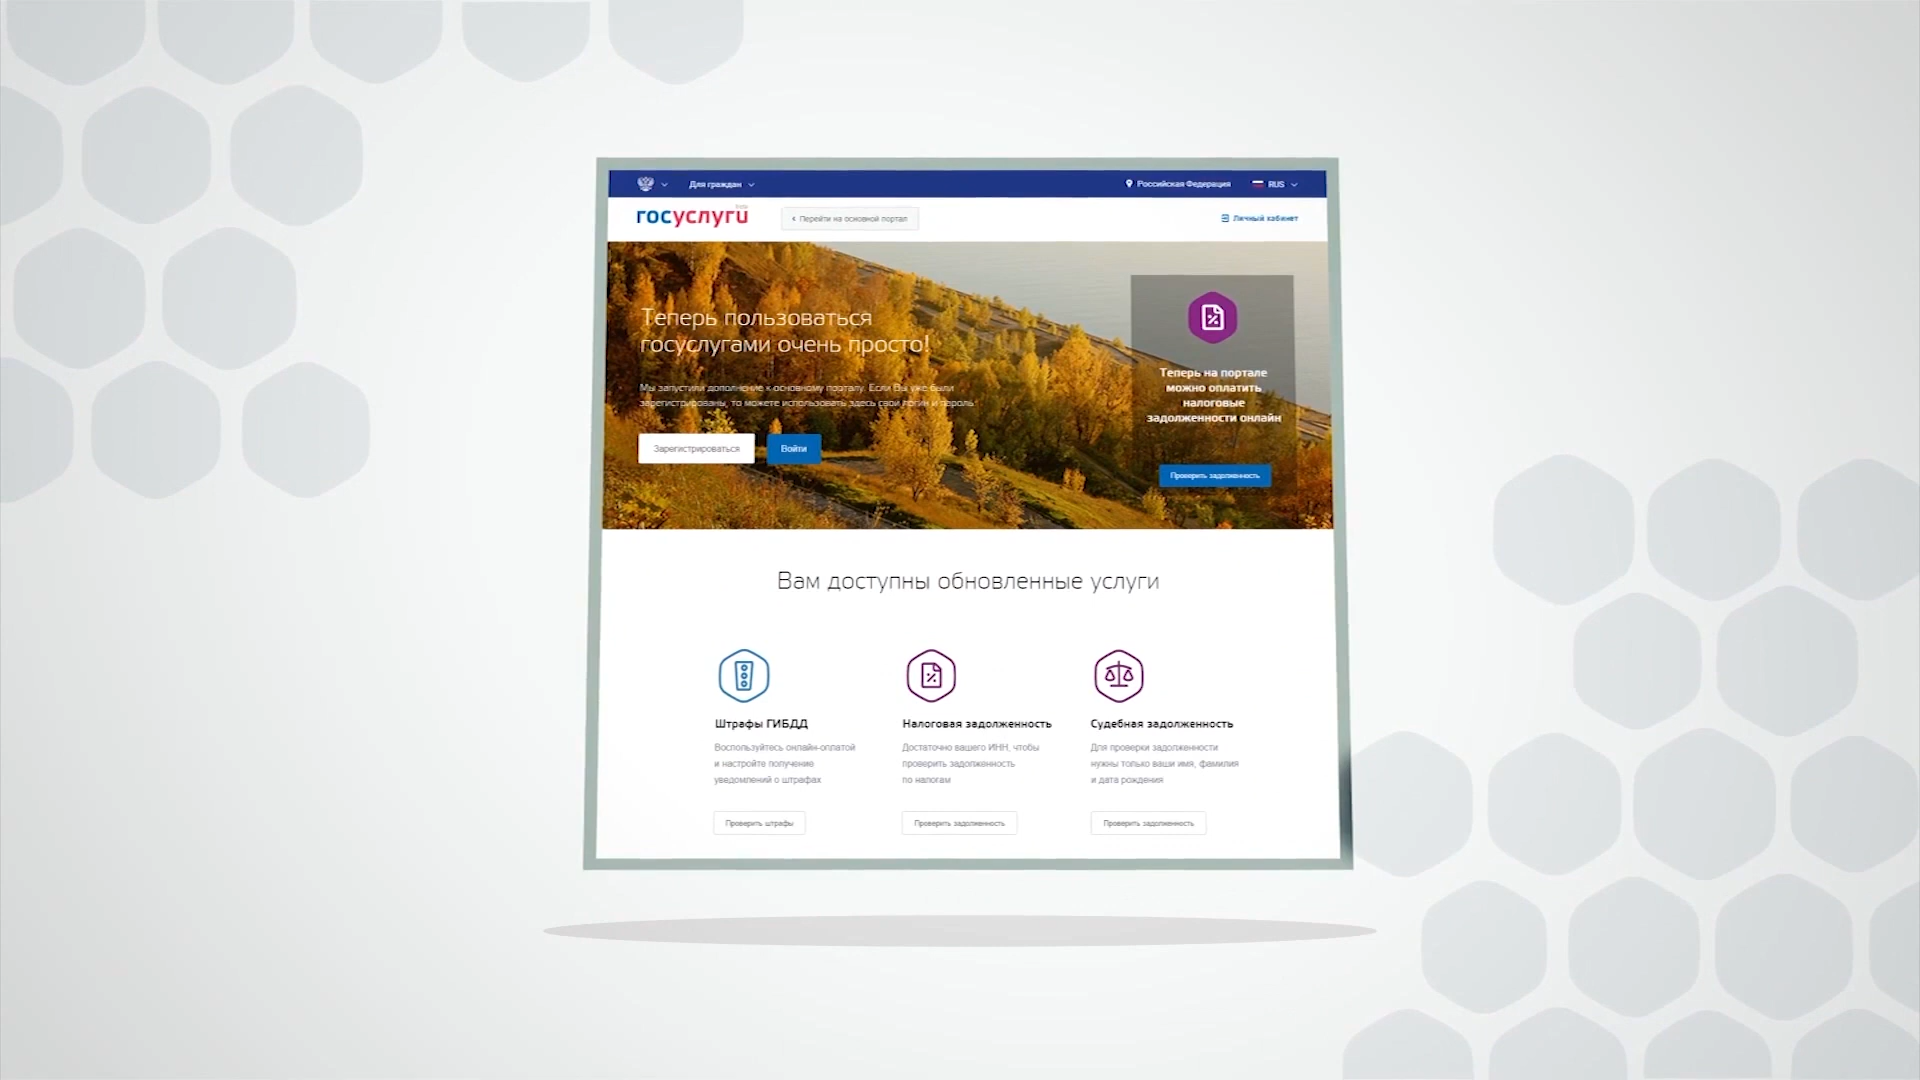 Для граждан
Российская Федерация
RUS
госуслуги
Перейти на основной портал
Личный кабинет
Теперь пользоваться
госуслугами очень просто!
Мы запустили дополнение к основному порталу. Если Вы уже были
зарегистрированы, то можете использовать здесь свои логин и пароль
Зарегистрироваться
Войти
Теперь на портале
можно оплатить
налоговые
задолженности онлайн
Проверить задолженность
Вам доступны обновленные услуги
Штрафы ГИБДД
Воспользуйтесь онлайн-оплатой
и настройте получение
уведомлений о штрафах
Проверить штрафы
Налоговая задолженность
Достаточно вашего ИНН, чтобы
проверить задолженность
по налогам
Проверить задолженность
Судебная задолженность
Для проверки задолженности
нужны только ваши имя, фамилия
и дата рождения
Проверить задолженность